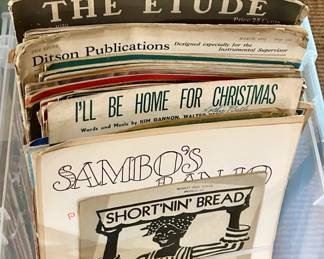 THE ETUDE
Price 25 Cents
Ditson Publications
Designed especially for the
Instrumental Supervisor
I'LL BE HOME FOR CHRISTMAS
Words and Music by KIM GANNON, WALTER
SAMBO'S
BANJO
SHORT'NIN' BREAD